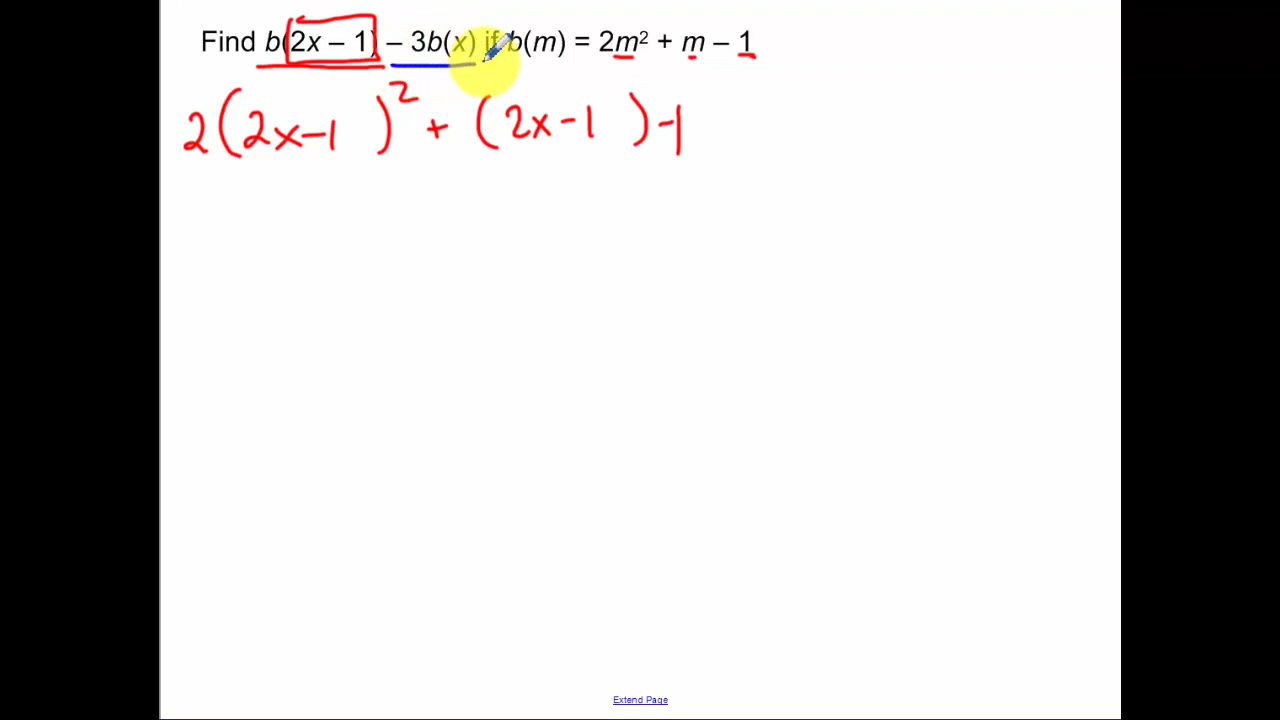 Find b(2x – 1) – 3b(x) if b(m) = 2m² + m – 1
2(2x-1)² + (2x-1) -1
Extend Page